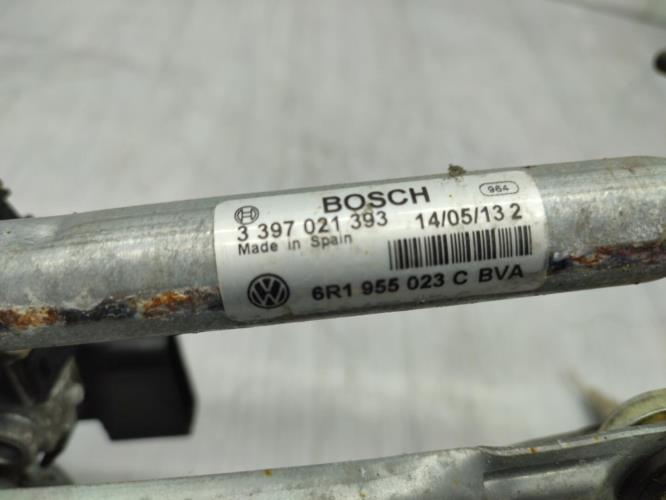 BOSCH 964
3 397 021 393 14/05/13 2
Made in Spain
6R1 955 023 C BVA